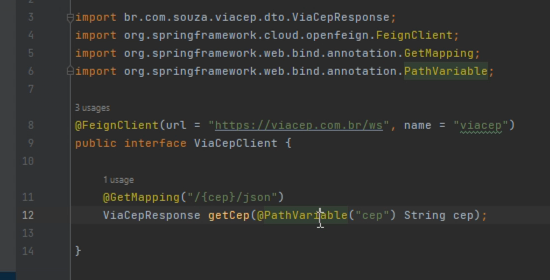 3 import br.com.souza.viacep.dto.ViaCepResponse;
4 import org.springframework.cloud.openfeign.FeignClient;
5 import org.springframework.web.bind.annotation.GetMapping;
6 import org.springframework.web.bind.annotation.PathVariable;
7
3 usages
8 @FeignClient(url = "https://viacep.com.br/ws", name = "viacep")
9 public interface ViaCepClient {
10
1 usage
11 @GetMapping("/{cep}/json")
12 ViaCepResponse getCep(@PathVariable("cep") String cep);
13
14 }